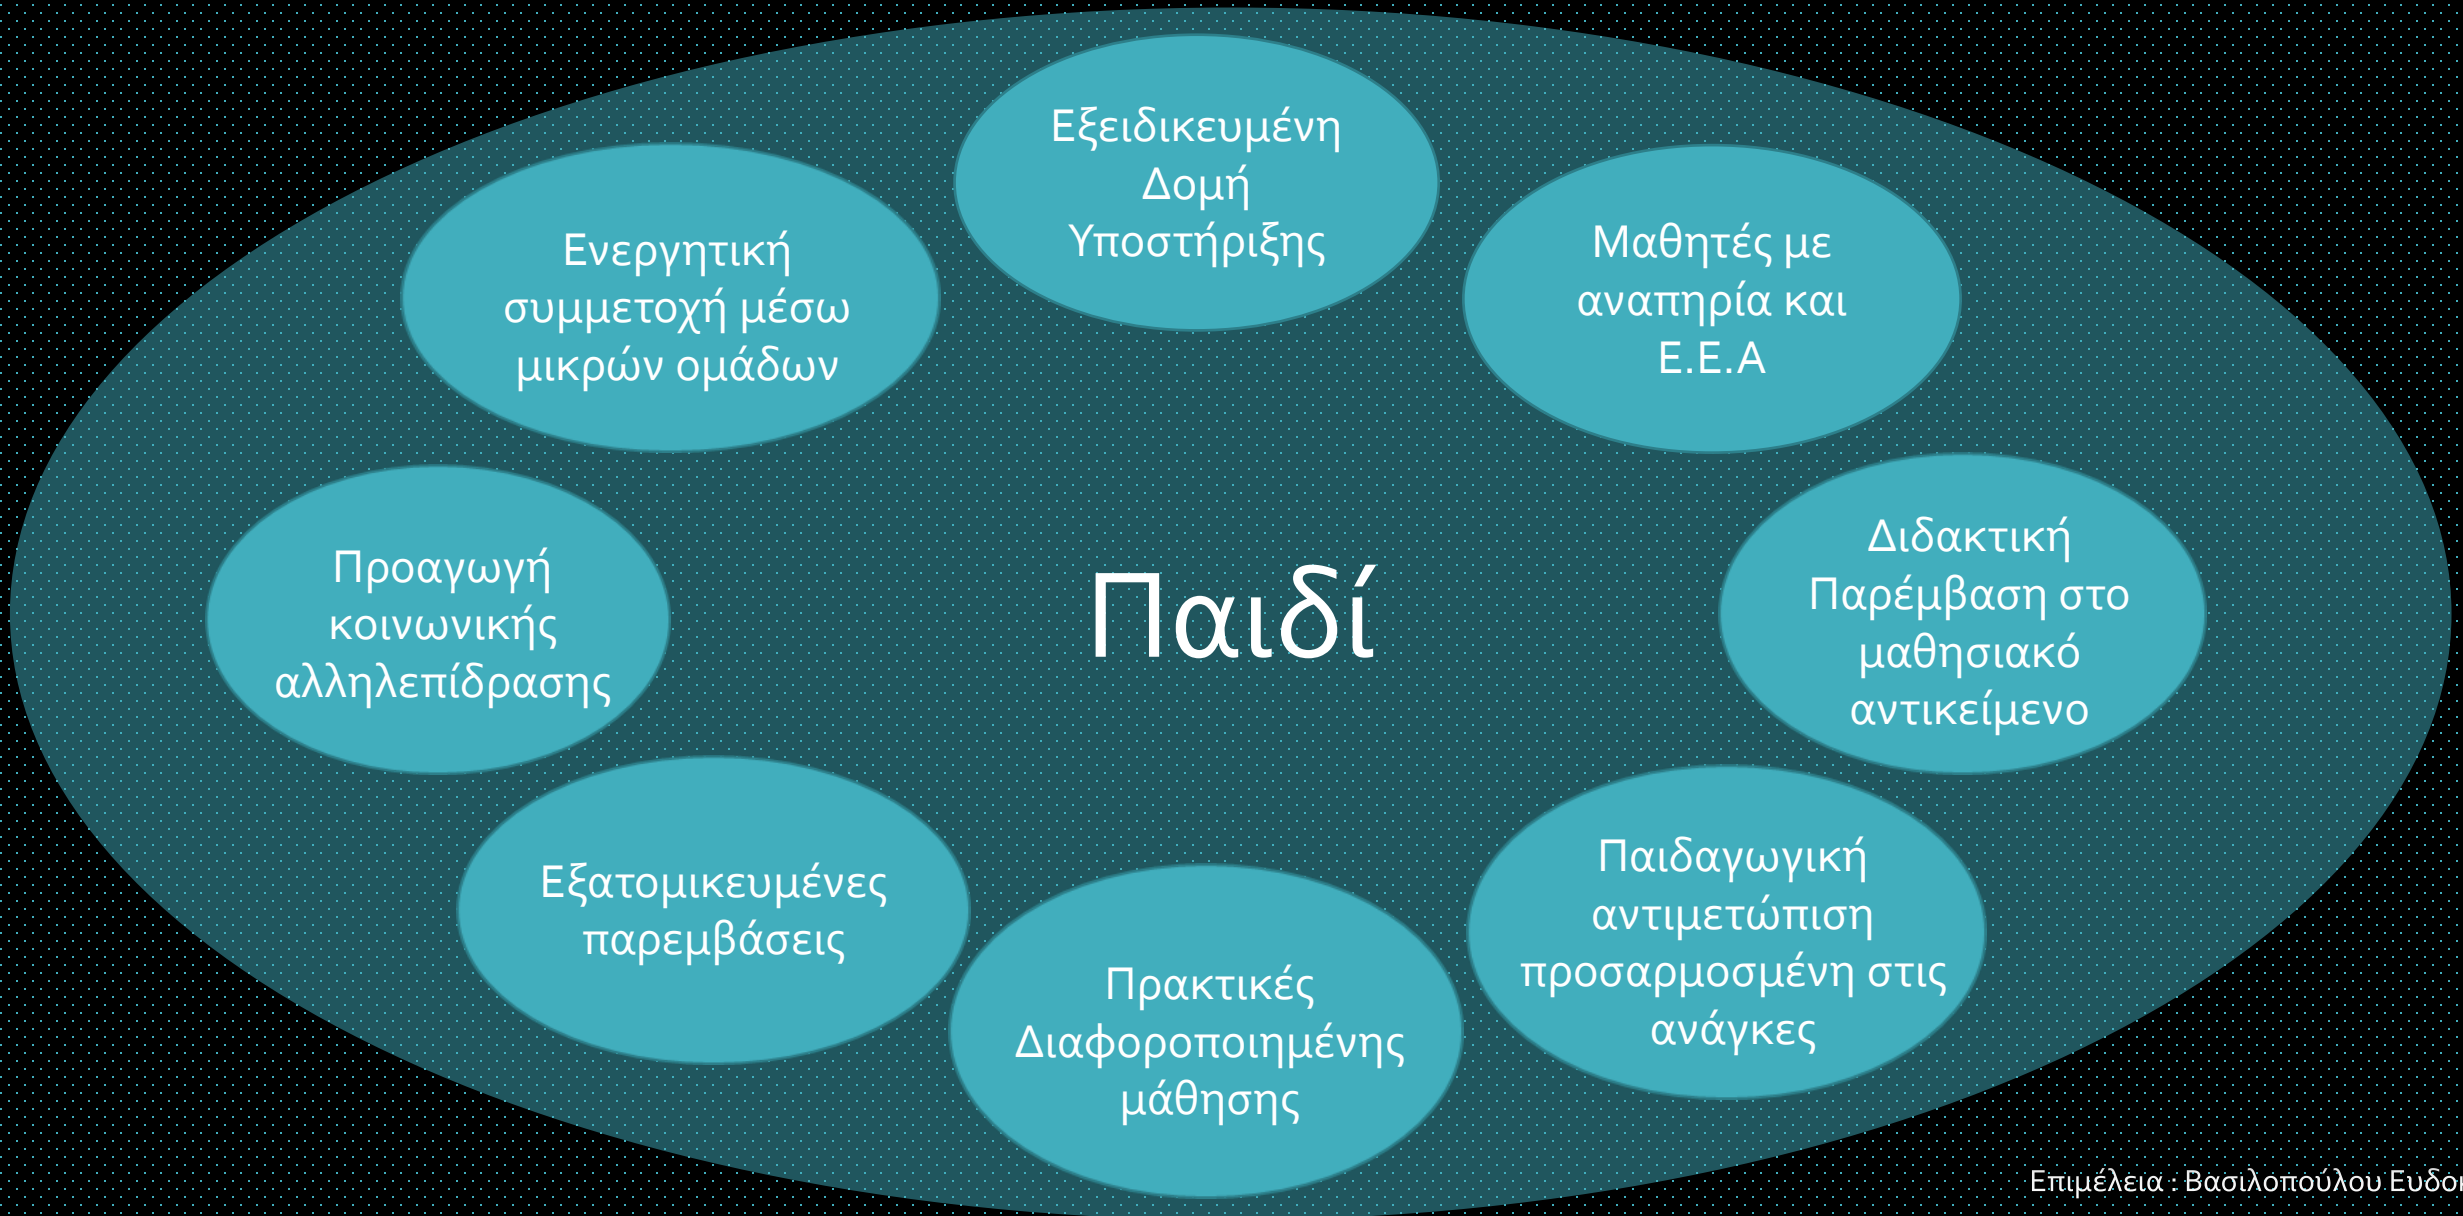 Εξειδικευμένη
Δομή
Υποστήριξης
Ενεργητική
συμμετοχή μέσω
μικρών ομάδων
Μαθητές με
αναπηρία και
Ε.Ε.Α
Προαγωγή
κοινωνικής
αλληλεπίδρασης
Παιδί
Διδακτική
Παρέμβαση στο
μαθησιακό
αντικείμενο
Εξατομικευμένες
παρεμβάσεις
Πρακτικές
Διαφοροποιημένης
μάθησης
Παιδαγωγική
αντιμετώπιση
προσαρμοσμένη στις
ανάγκες
Επιμέλεια : Βασιλοπούλου